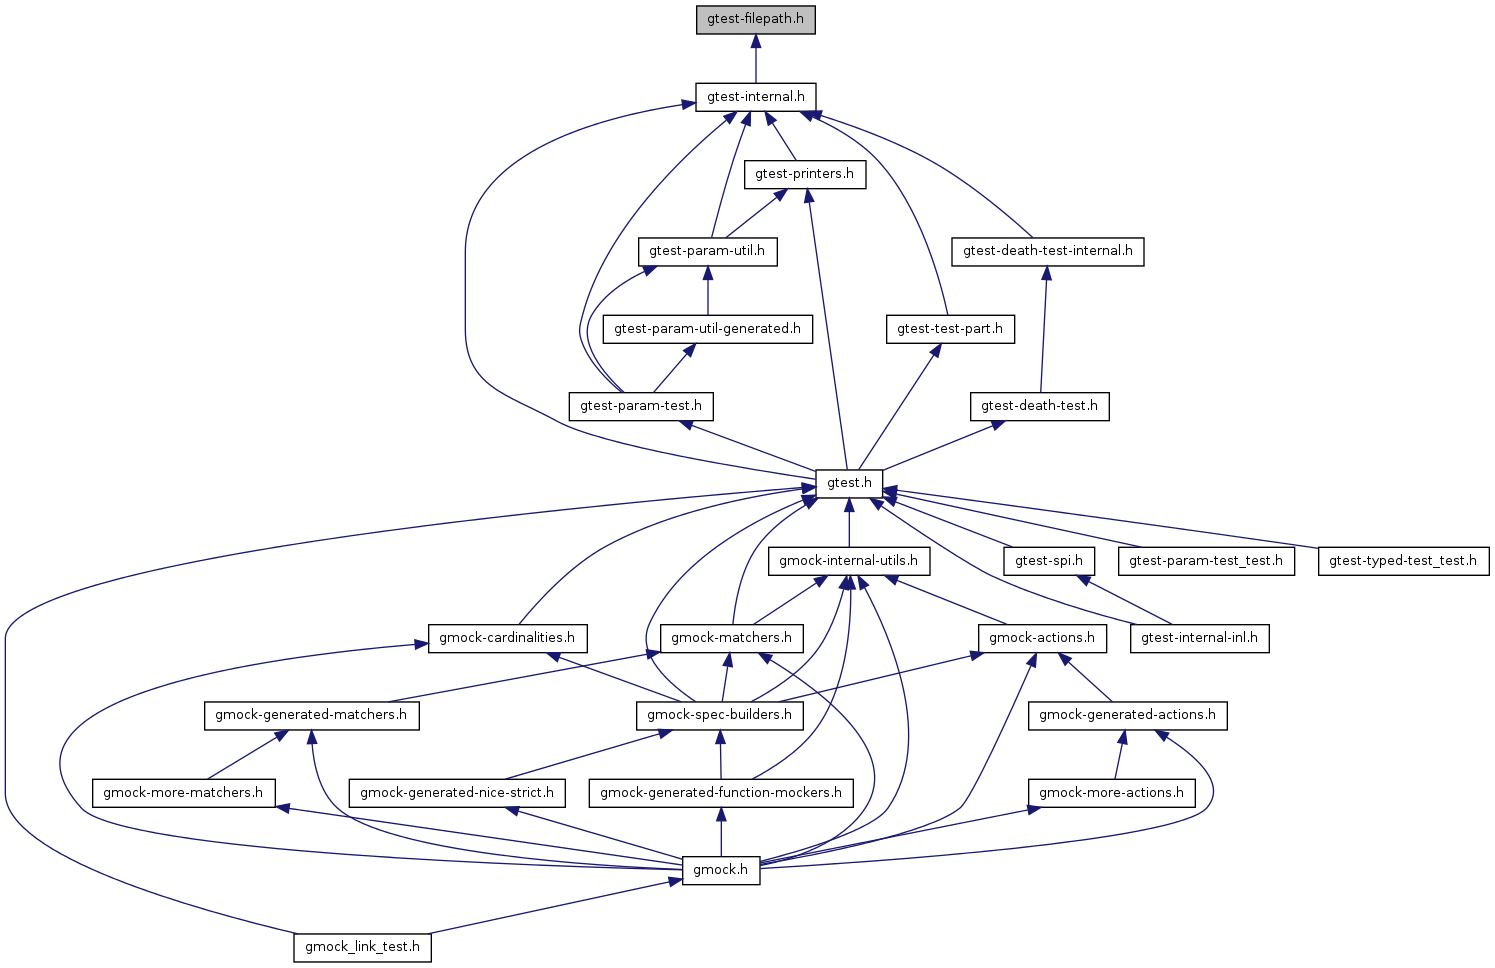 gtest-filepath.h
gtest-internal.h
gtest-printers.h
gtest-param-util.h
gtest-death-test-internal.h
gtest-param-util-generated.h
gtest-test-part.h
gtest-param-test.h
gtest-death-test.h
gtest.h
gmock-internal-utils.h
gtest-spi.h
gtest-param-test_test.h
gtest-typed-test_test.h
gmock-cardinalities.h
gmock-matchers.h
gmock-actions.h
gtest-internal-inl.h
gmock-generated-matchers.h
gmock-spec-builders.h
gmock-generated-actions.h
gmock-more-matchers.h
gmock-generated-nice-strict.h
gmock-generated-function-mockers.h
gmock-more-actions.h
gmock.h
gmock_link_test.h